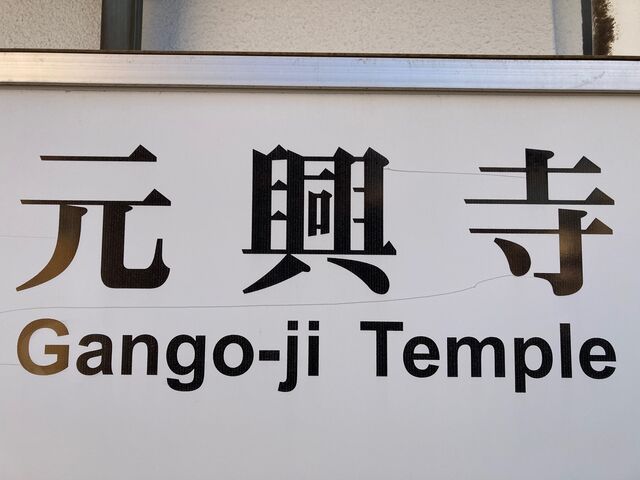 元興寺
Gango-ji Temple